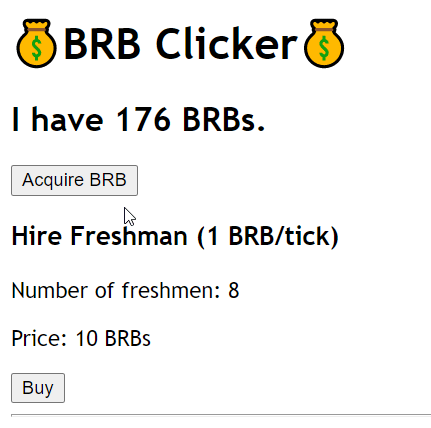 BRB Clicker
I have 176 BRBs.
Acquire BRB
Hire Freshman (1 BRB/tick)
Number of freshmen: 8
Price: 10 BRBs
Buy